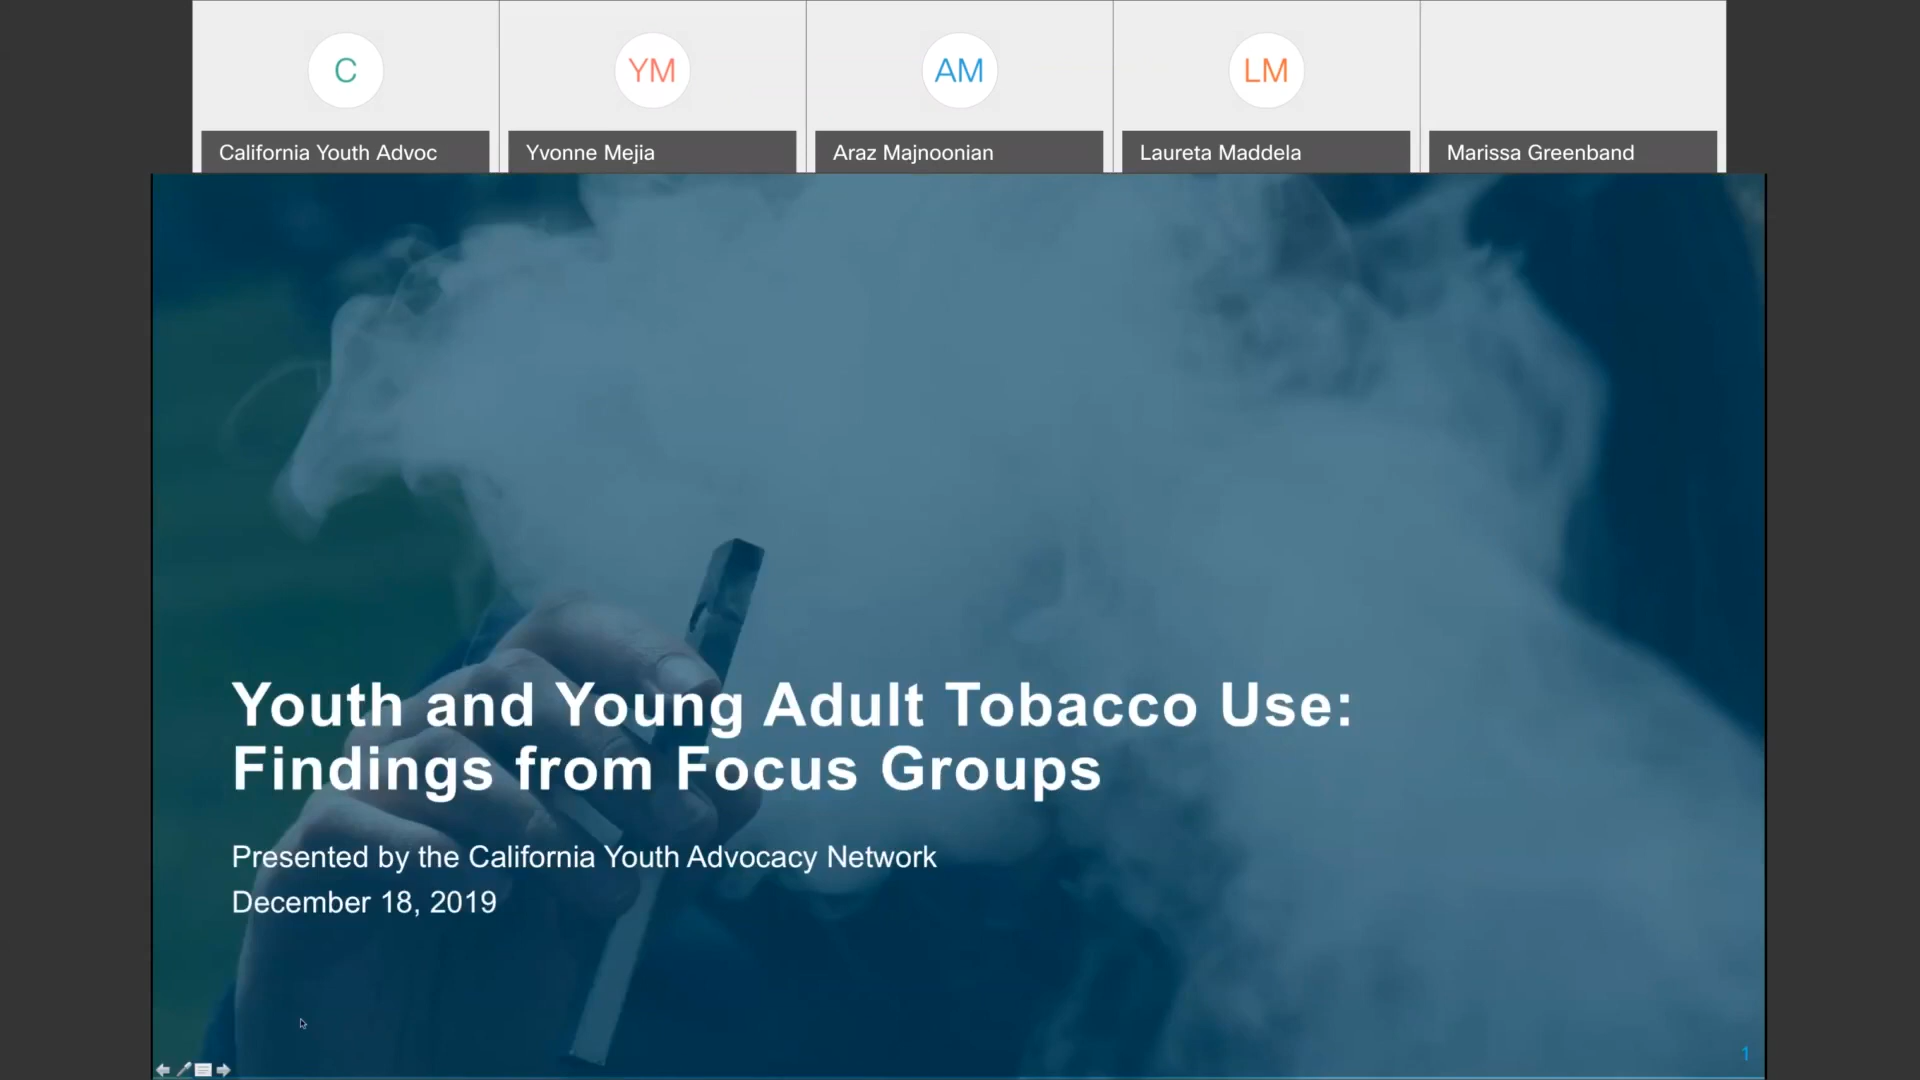 C
YM
AM
LM
California Youth Advoc
Yvonne Mejia
Araz Majnoonian
Laureta Maddela
Marissa Greenband
Youth and Young Adult Tobacco Use:
Findings from Focus Groups
Presented by the California Youth Advocacy Network
December 18, 2019
1